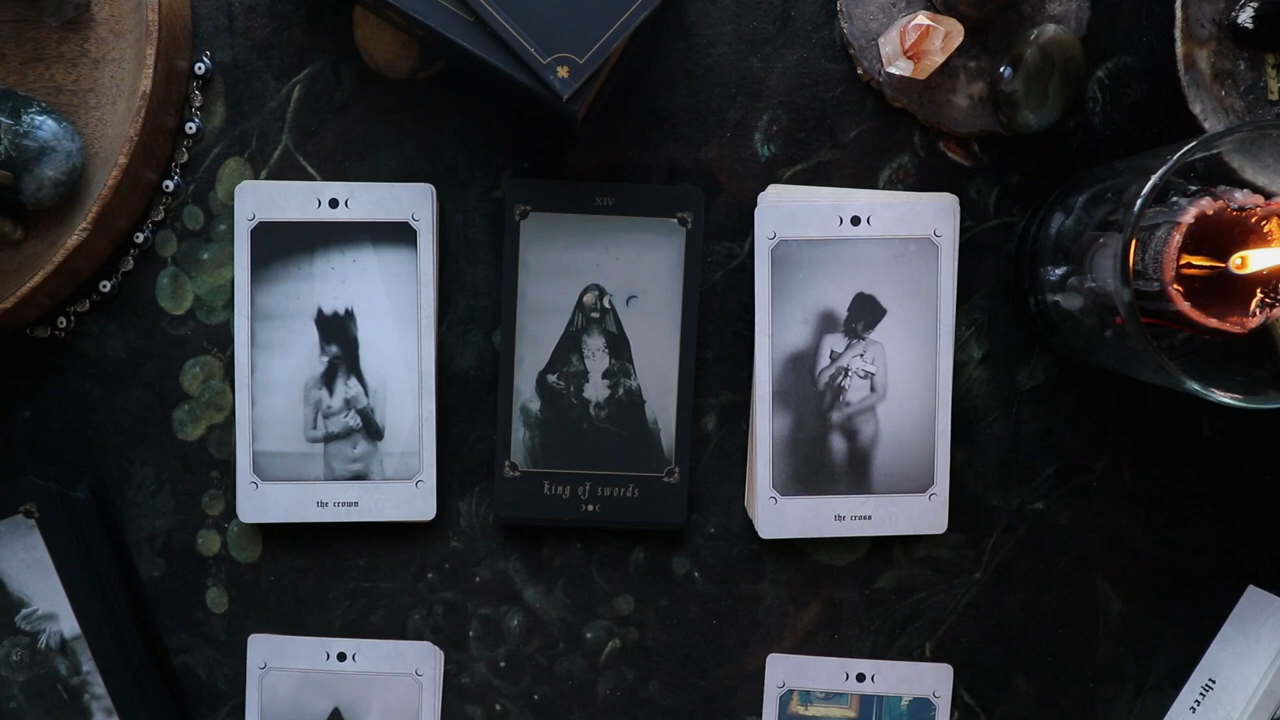 XIV
the crown
king of swords
the cross
three